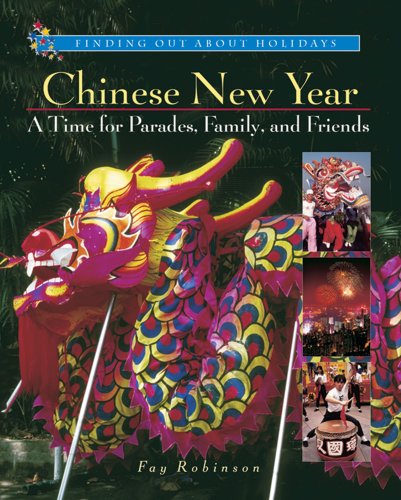 FINDING OUT ABOUT HOLIDAYS
Chinese New Year
A Time for Parades, Family, and Friends
Fay Robinson